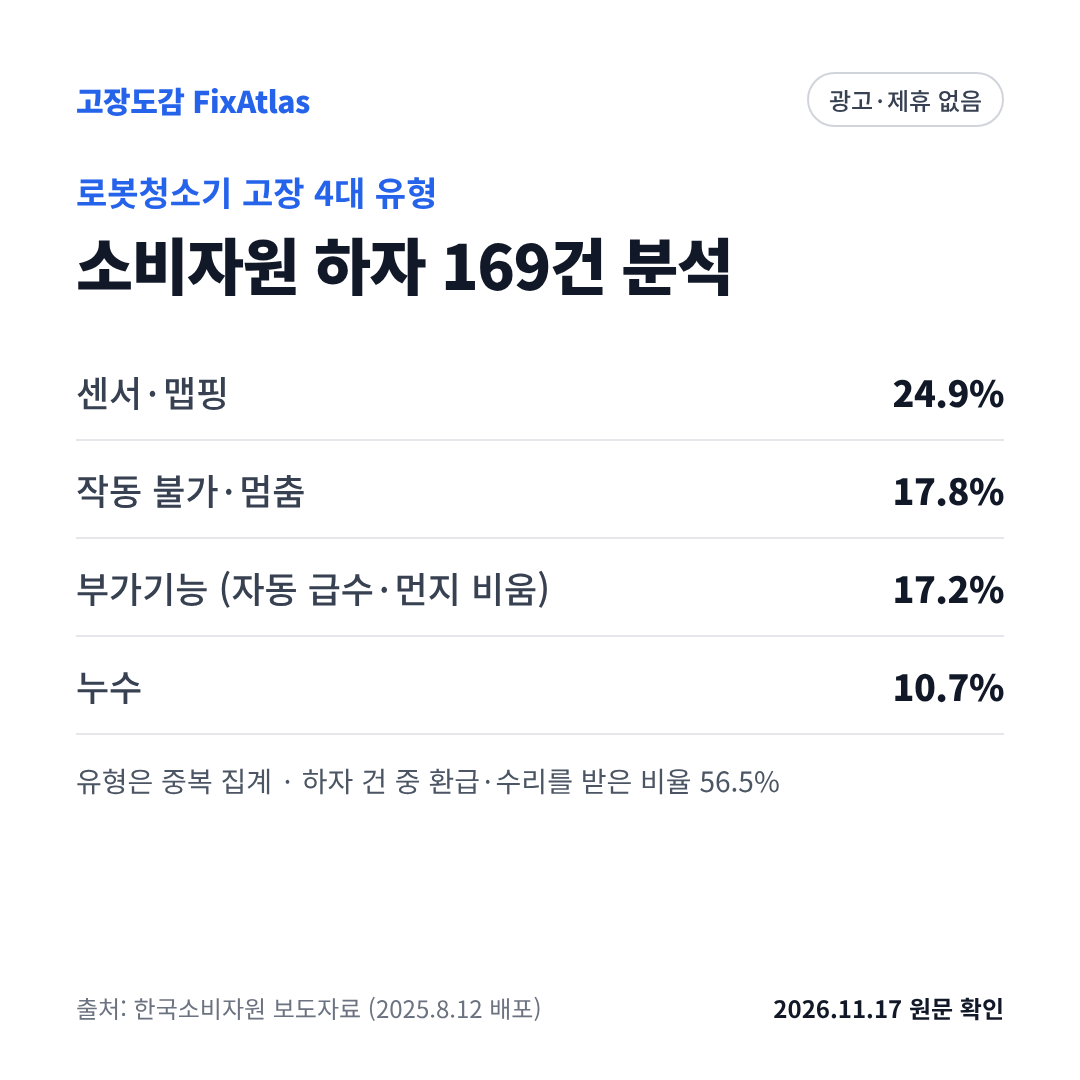 고장도감 FixAtlas
광고·제휴 없음
로봇청소기 고장 4대 유형
소비자원 하자 169건 분석
센서·맵핑 24.9%
작동 불가·멈춤 17.8%
부가기능 (자동 급수·먼지 비움) 17.2%
누수 10.7%
유형은 중복 집계 · 하자 건 중 환급·수리를 받은 비율 56.5%
출처: 한국소비자원 보도자료 (2025.8.12 배포) 2026.11.17 원문 확인